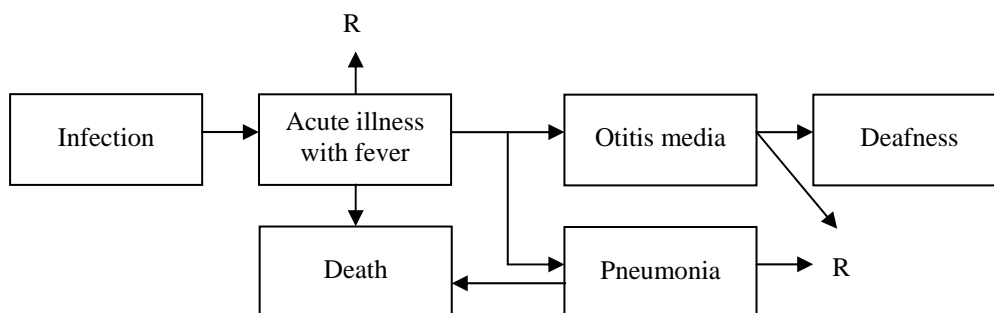 R
Infection
Acute illness
with fever
Otitis media
Deafness
Death
Pneumonia
R